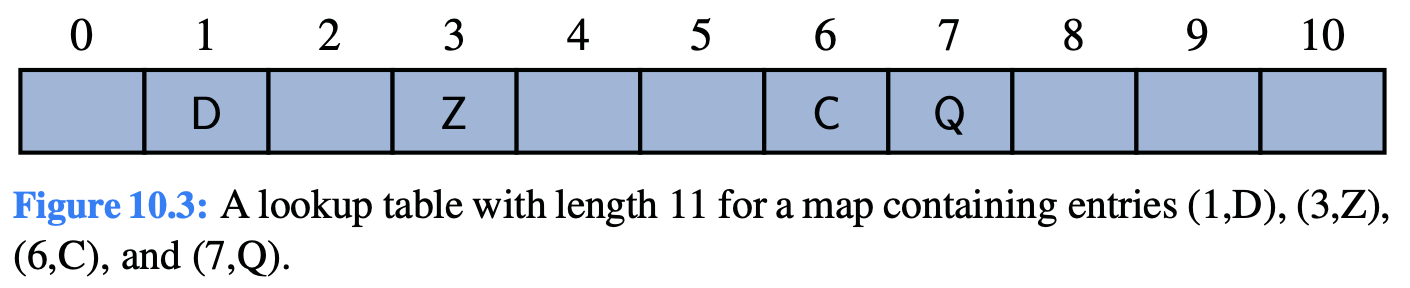 0 1 2 3 4 5 6 7 8 9 10
D Z C Q
Figure 10.3: A lookup table with length 11 for a map containing entries (1,D), (3,Z),
(6,C), and (7,Q).